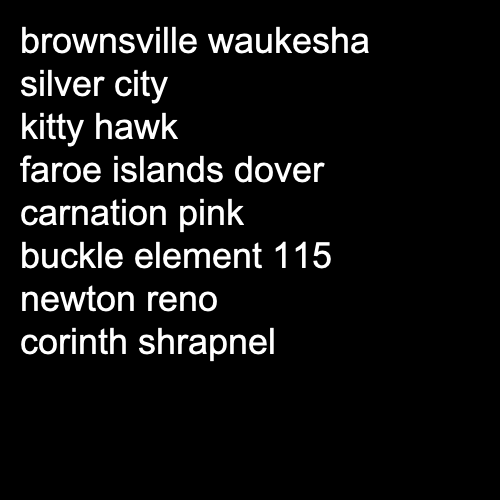 brownsville waukesha
silver city
kitty hawk
faroe islands dover
carnation pink
buckle element 115
newton reno
corinth shrapnel